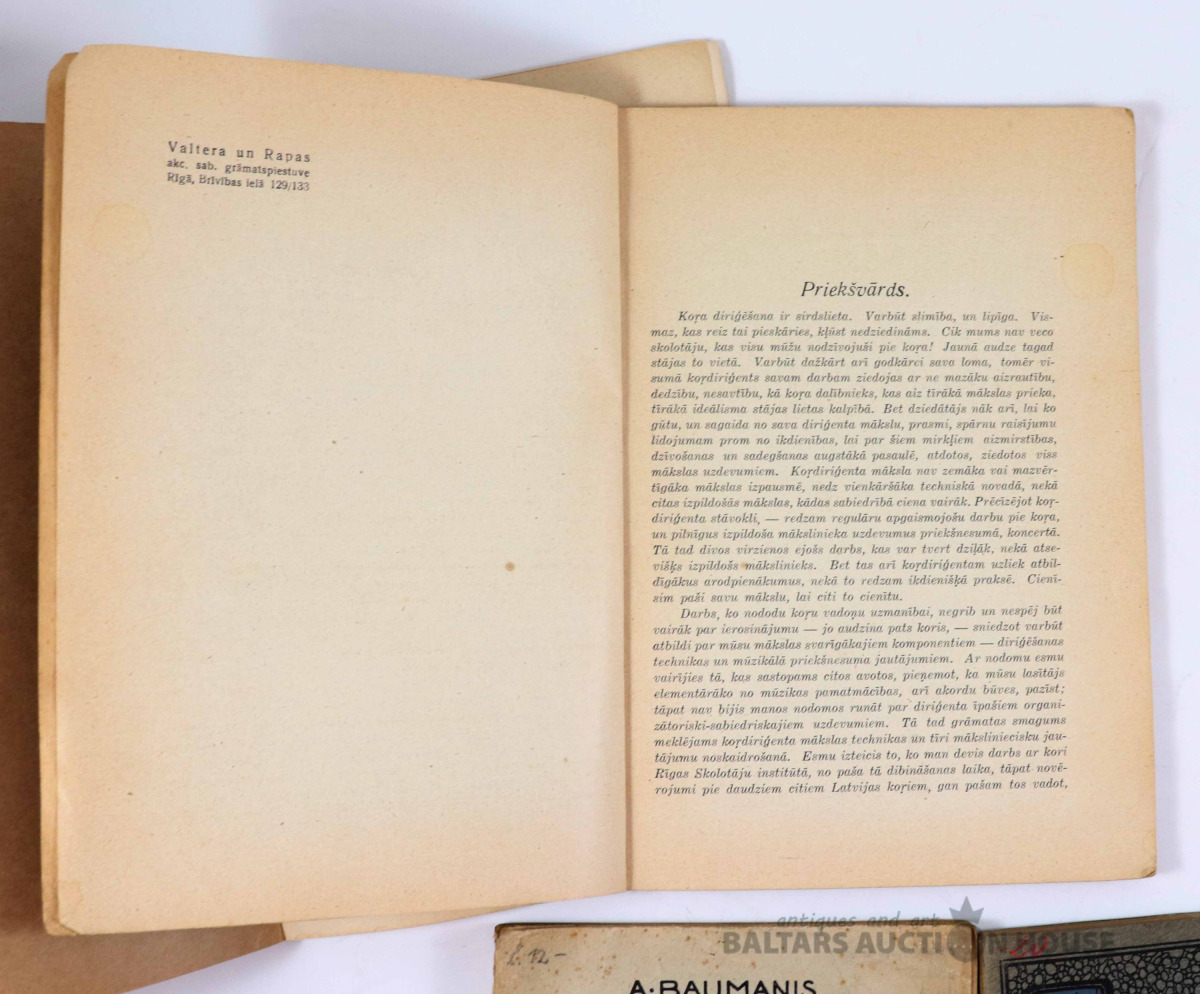 Valtera un Rapas
akc. sab. grāmatspiestuve
Rīgā, Brīvības ielā 129/133
Priekšvārds.
Koŗa diriģēšana ir sirdslieta. Varbūt slimība, un lipīga. Vis-
maz, kas reiz tai pieskāries, kļūst nedziedināms. Cik mums nav veco
skolotāju, kas visu mūžu nodzīvojuši pie koŗa! Jaunā audze tagad
stājas to vietā. Varbūt dažkārt arī godkārei sava loma, tomēr vi-
sumā koŗdiriģents savam darbam ziedojas ar ne mazāku aizrautību,
dedzību, nesavtību, kā koŗa dalībnieks, kas aiz tīrākā mākslas prieka,
tīrākā ideālisma stājas lietas kalpībā. Bet dziedātājs nāk arī, lai ko
gūtu, un sagaida no sava diriģenta mākslu, prasmi, spārnu raisījumu
lidojumam prom no ikdienības, lai par šiem mirkļiem aizmirstības,
dzīvošanas un sadegšanas augstākā pasaulē, atdotos, ziedotos viss
mākslas uzdevumiem. Koŗdiriģenta māksla nav zemāka vai mazvēr-
tīgāka mākslas izpausmē, nedz vienkāršāka techniskā novadā, nekā
citas izpildošās mākslas, kādas sabiedrībā ciena vairāk. Prēcīzējot koŗ-
diriģenta stāvokli, — redzam regulāru apgaismojošu darbu pie koŗa,
un pilnīgus izpildoša mākslinieka uzdevumus priekšnesumā, koncertā.
Tā tad divos virzienos ejošs darbs, kas var tvert dziļāk, nekā atse-
višķs izpildošs mākslinieks. Bet tas arī koŗdiriģentam uzliek atbil-
dīgākus arodpienākumus, nekā to redzam ikdienišķā praksē. Cienī-
sim paši savu mākslu, lai citi to cienītu.
Darbs, ko nododu koŗu vadoņu uzmanībai, negrib un nespēj būt
vairāk par ierosinājumu — jo audzina pats koris, — sniedzot varbūt
atbildi par mūsu mākslas svarīgākajiem komponentiem — diriģēšanas
technikas un mūzikālā priekšnesuma jautājumiem. Ar nodomu esmu
vairījies tā, kas sastopams citos avotos, pieņemot, ka mūsu lasītājs
elementārāko no mūzikas pamatmācības, arī akordu būves, pazīst;
tāpat nav bijis manos nodomos runāt par diriģenta īpašiem organi-
zātoriski-sabiedriskajiem uzdevumiem. Tā tad grāmatas smagums
meklējams koŗdiriģenta mākslas technikas un tīri māksliniecisku jau-
tājumu noskaidrošanā. Esmu izteicis to, ko man devis darbs ar kori
Rīgas Skolotāju institūtā, no paša tā dibināšanas laika, tāpat novē-
rojumi pie daudziem citiem Latvijas koŗiem, gan pašam tos vadot,
antiques and art
BALTARS AUCTION HOUSE
A·BAUMANIS